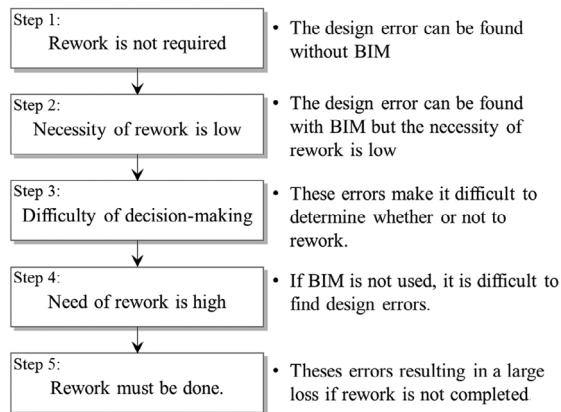 Step 1:
Rework is not required
• The design error can be found
without BIM
Step 2:
Necessity of rework is low
• The design error can be found
with BIM but the necessity of
rework is low
Step 3:
Difficulty of decision-making
• These errors make it difficult to
determine whether or not to
rework.
Step 4:
Need of rework is high
• If BIM is not used, it is difficult to
find design errors.
Step 5:
Rework must be done.
• Theses errors resulting in a large
loss if rework is not completed